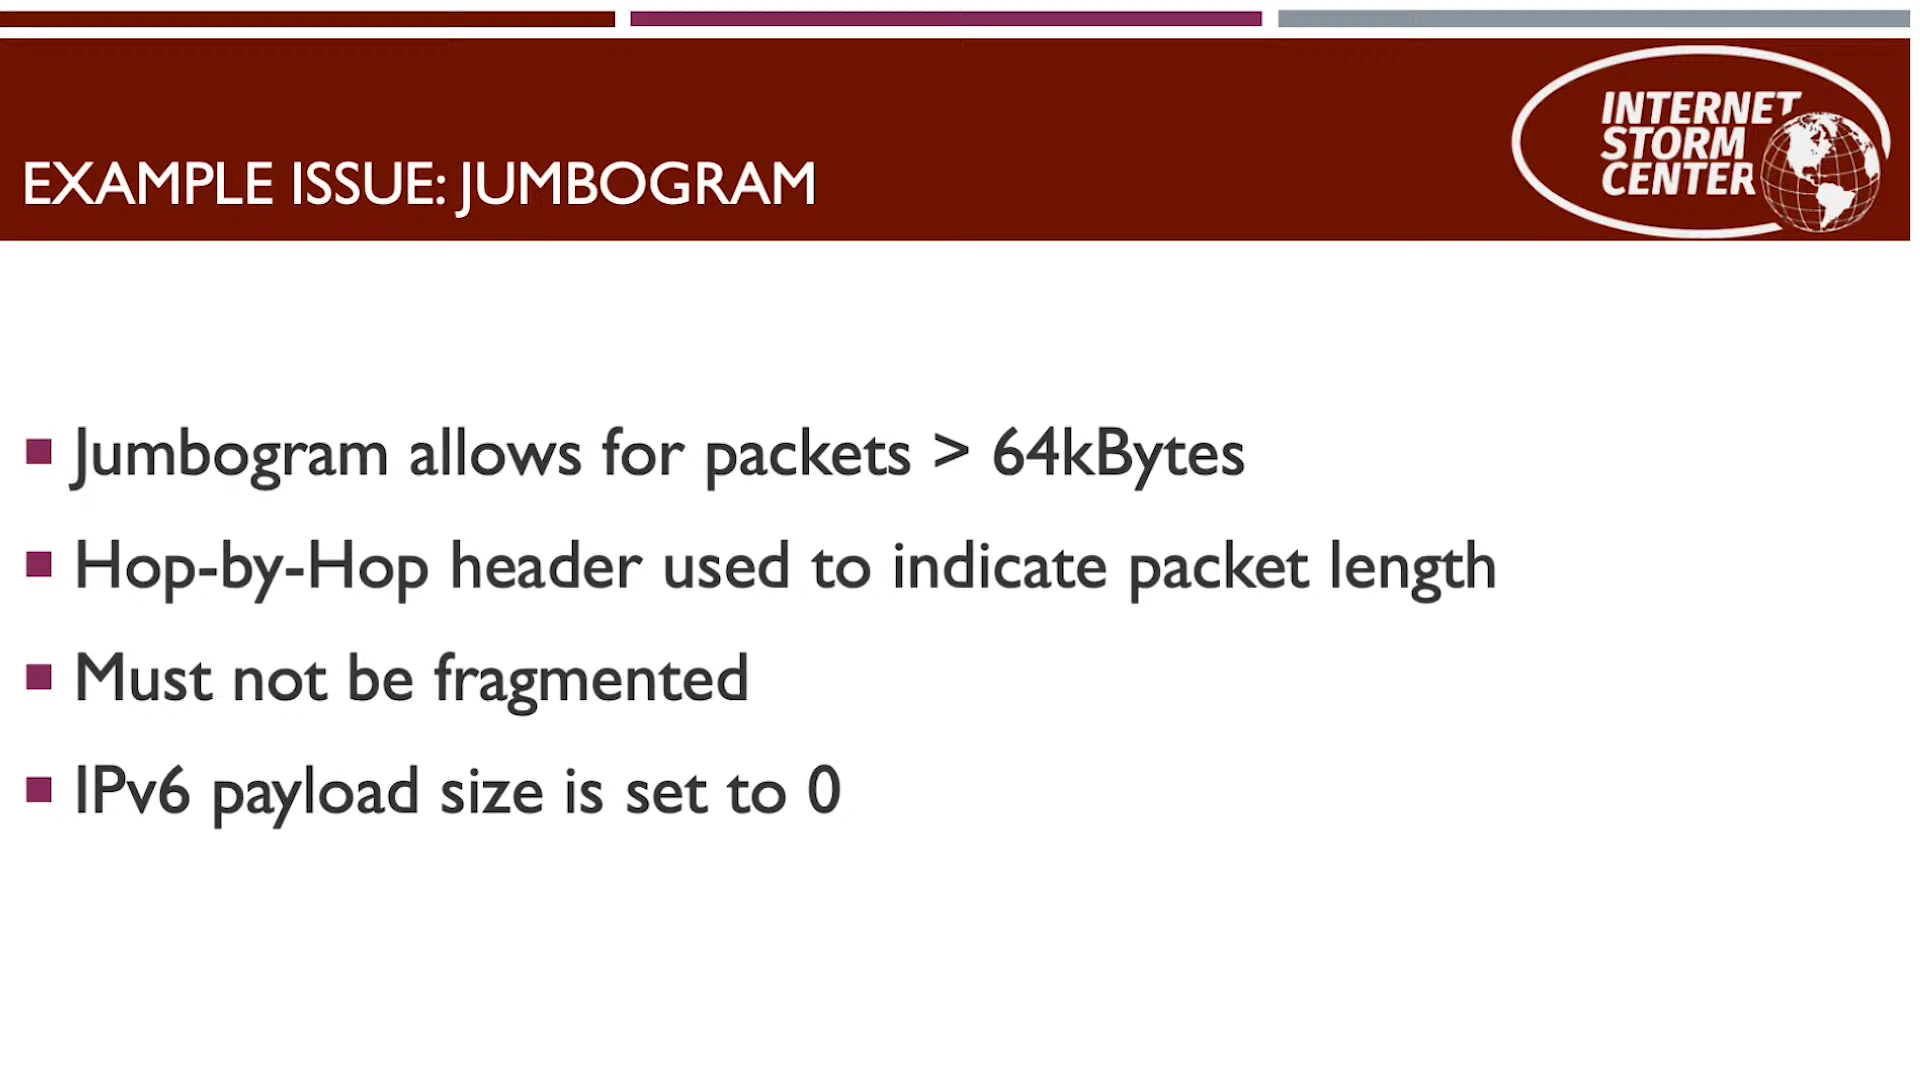 INTERNET
STORM
CENTER
EXAMPLE ISSUE: JUMBOGRAM
Jumbogram allows for packets > 64kBytes
Hop-by-Hop header used to indicate packet length
Must not be fragmented
IPv6 payload size is set to 0